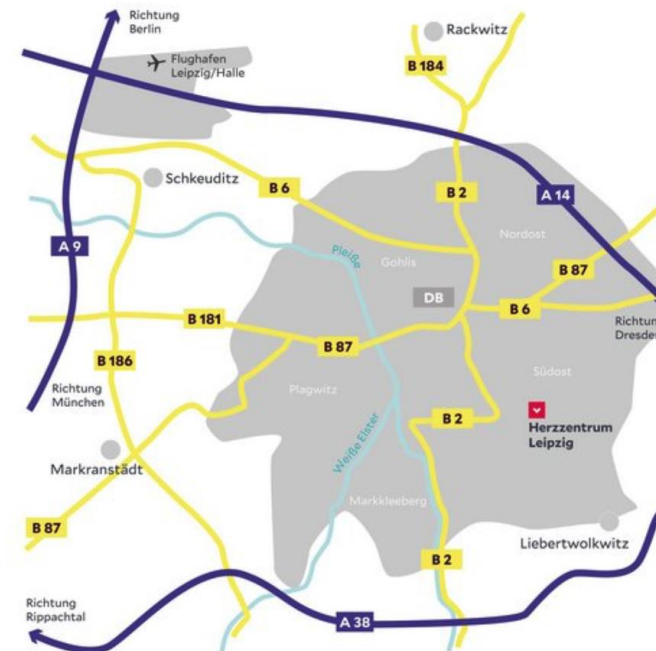 Richtung
Berlin
Rackwitz
Flughafen
Leipzig/Halle
B 184
Schkeuditz
B 6
B 2
A 14
Nordost
A 9
Pleiße
Gohlis
B 87
DB
B 6
B 181
Richtun
Dresden
B 87
B 186
Südost
Richtung
München
Plagwitz
B 2
Herzzentrum
Leipzig
Weiße Elster
Markranstädt
Markkleeberg
B 87
Liebertwolkwitz
B 2
Richtung
Rippachtal
A 38